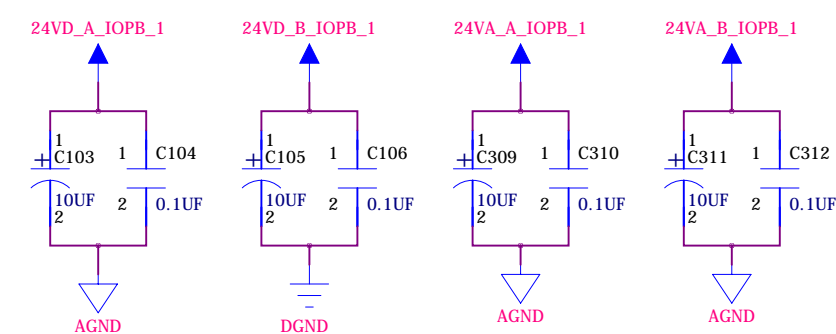 24VD_A_IOPB_1 24VD_B_IOPB_1 24VA_A_IOPB_1 24VA_B_IOPB_1
1 1 1 1
+ C103 1 C104 + C105 1 C106 + C309 1 C310 + C311 1 C312
10UF 2 0.1UF 10UF 2 0.1UF 10UF 2 0.1UF 10UF 2 0.1UF
2 2 2 2
AGND DGND AGND AGND